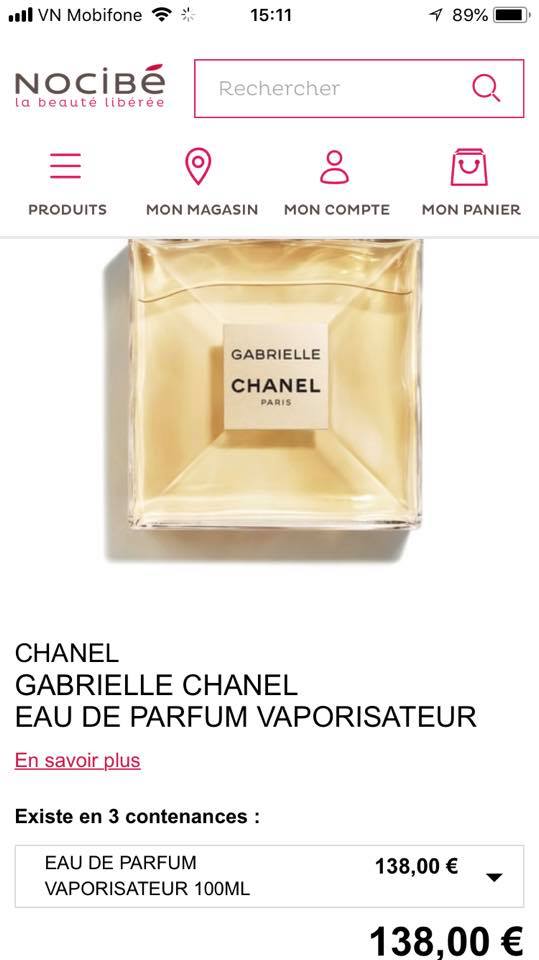 VN Mobifone 15:11 89%
NOCIBÉ
la beauté libérée
Rechercher
PRODUITS MON MAGASIN MON COMPTE MON PANIER
GABRIELLE
CHANEL
PARIS
CHANEL
GABRIELLE CHANEL
EAU DE PARFUM VAPORISATEUR
En savoir plus
Existe en 3 contenances :
EAU DE PARFUM 138,00 €
VAPORISATEUR 100ML
138,00 €